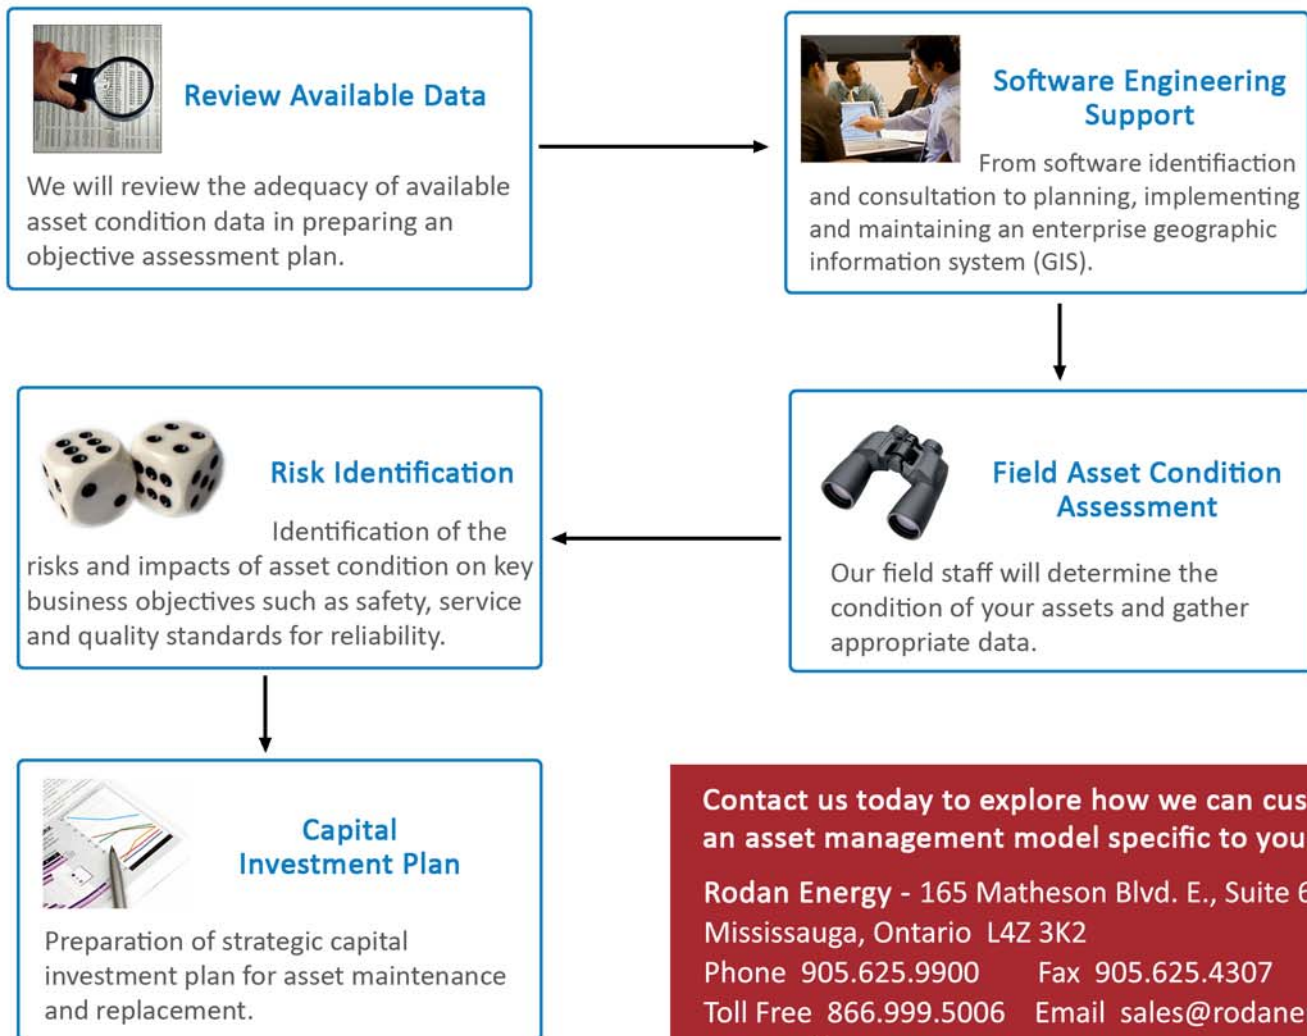 Review Available Data
We will review the adequacy of available
asset condition data in preparing an
objective assessment plan.
Software Engineering
Support
From software identifiaction
and consultation to planning, implementing
and maintaining an enterprise geographic
information system (GIS).
Field Asset Condition
Assessment
Our field staff will determine the
condition of your assets and gather
appropriate data.
Risk Identification
Identification of the
risks and impacts of asset condition on key
business objectives such as safety, service
and quality standards for reliability.
Capital
Investment Plan
Preparation of strategic capital
investment plan for asset maintenance
and replacement.
Contact us today to explore how we can cus
an asset management model specific to you
Rodan Energy - 165 Matheson Blvd. E., Suite 6
Mississauga, Ontario L4Z 3K2
Phone 905.625.9900 Fax 905.625.4307
Toll Free 866.999.5006 Email sales@rodane